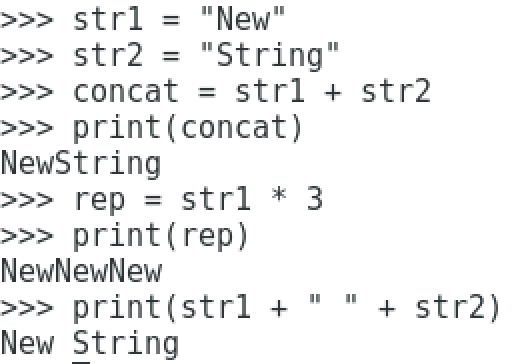 >>> str1 = "New"
>>> str2 = "String"
>>> concat = str1 + str2
>>> print(concat)
NewString
>>> rep = str1 * 3
>>> print(rep)
NewNewNew
>>> print(str1 + " " + str2)
New String